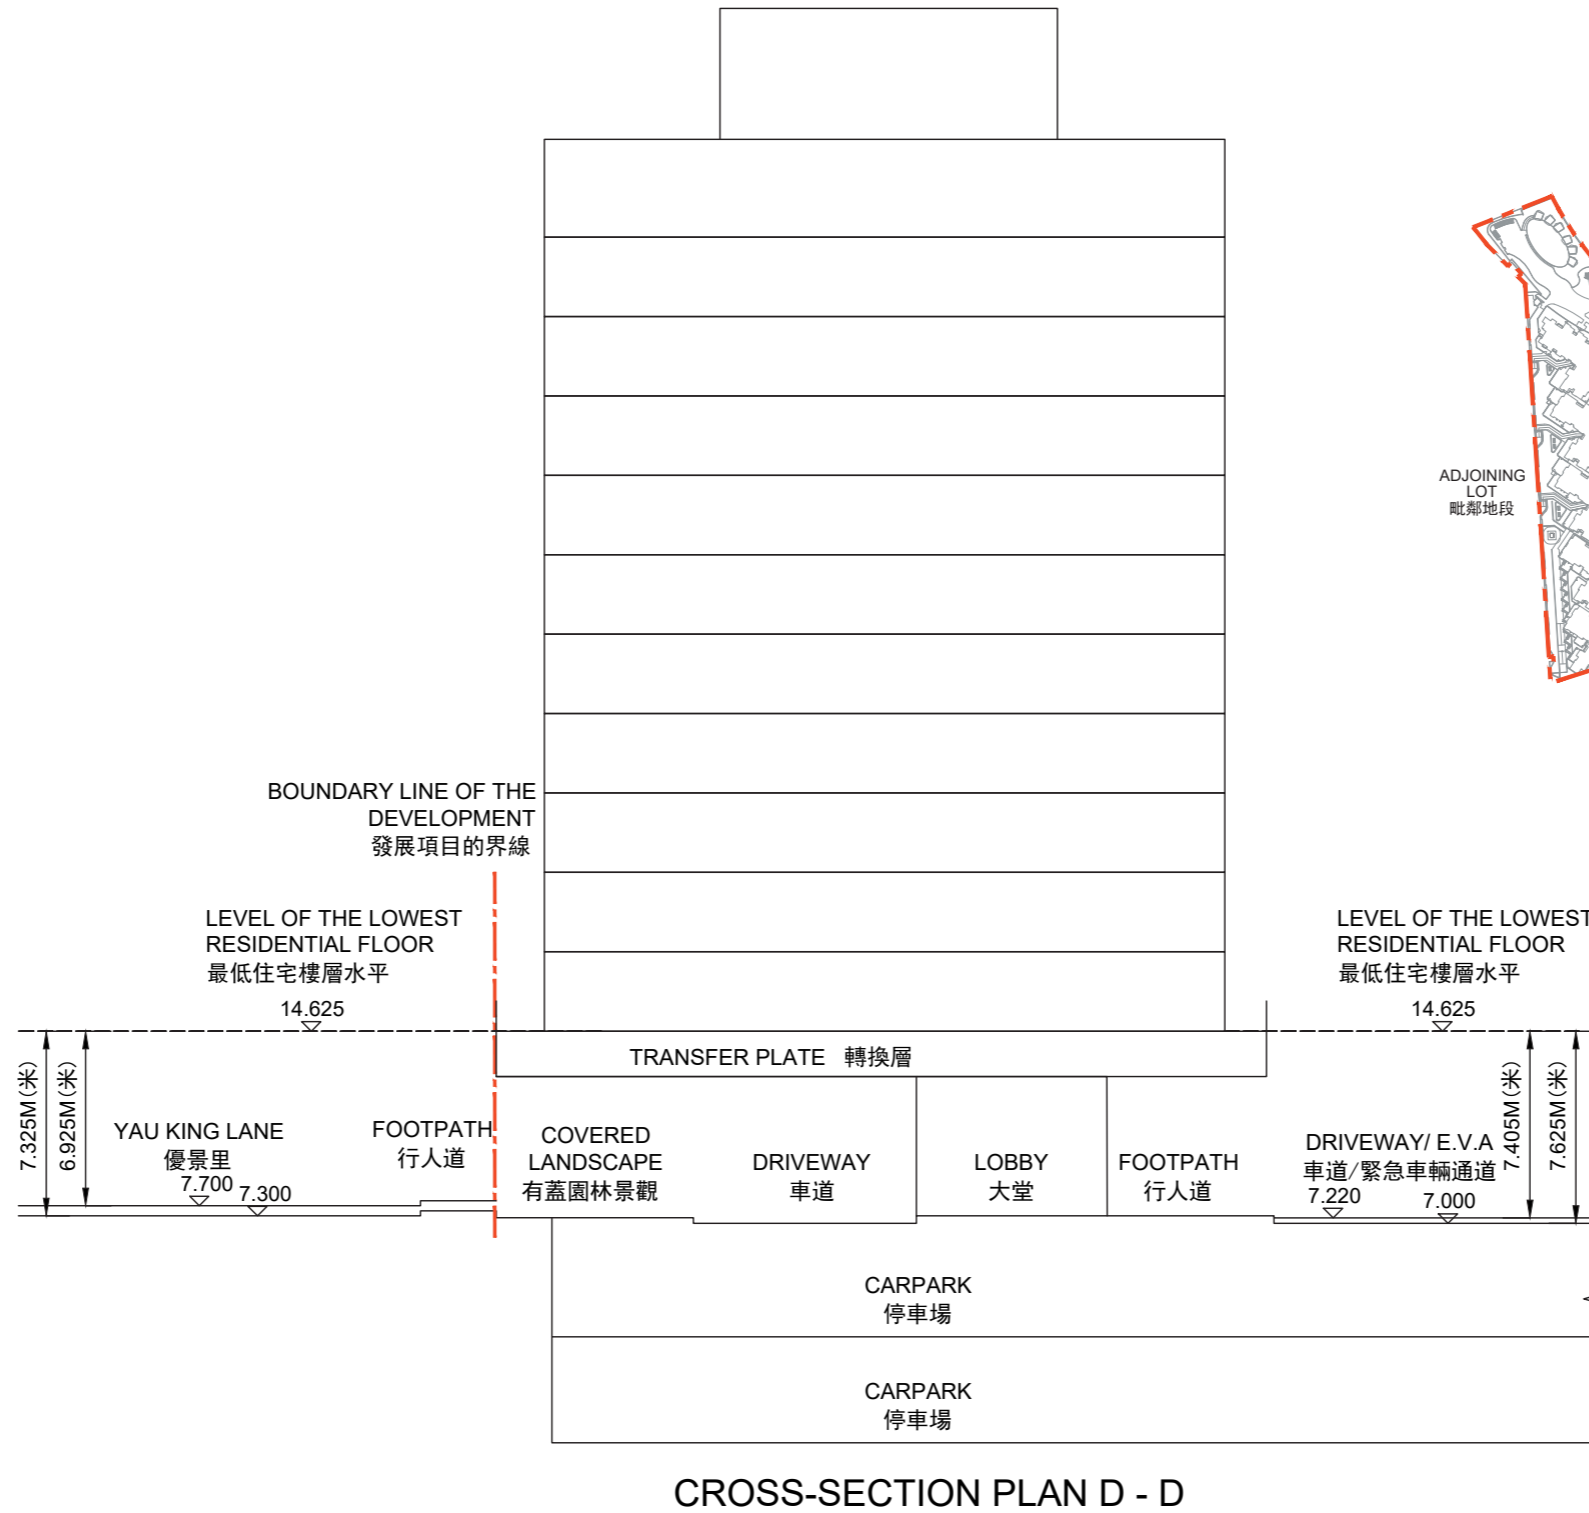 ADJOINING
LOT
毗鄰地段
BOUNDARY LINE OF THE
DEVELOPMENT
發展項目的界線
LEVEL OF THE LOWEST
RESIDENTIAL FLOOR
最低住宅樓層水平
14.625
LEVEL OF THE LOWEST
RESIDENTIAL FLOOR
最低住宅樓層水平
14.625
TRANSFER PLATE 轉換層
7.325M(米)
6.925M(米)
YAU KING LANE
優景里
7.700
7.300
FOOTPATH
行人道
COVERED
LANDSCAPE
有蓋園林景觀
DRIVEWAY
車道
LOBBY
大堂
FOOTPATH
行人道
DRIVEWAY/ E.V.A
車道/緊急車輛通道
7.220
7.000
7.405M(米)
7.625M(米)
CARPARK
停車場
CARPARK
停車場
CROSS-SECTION PLAN D - D